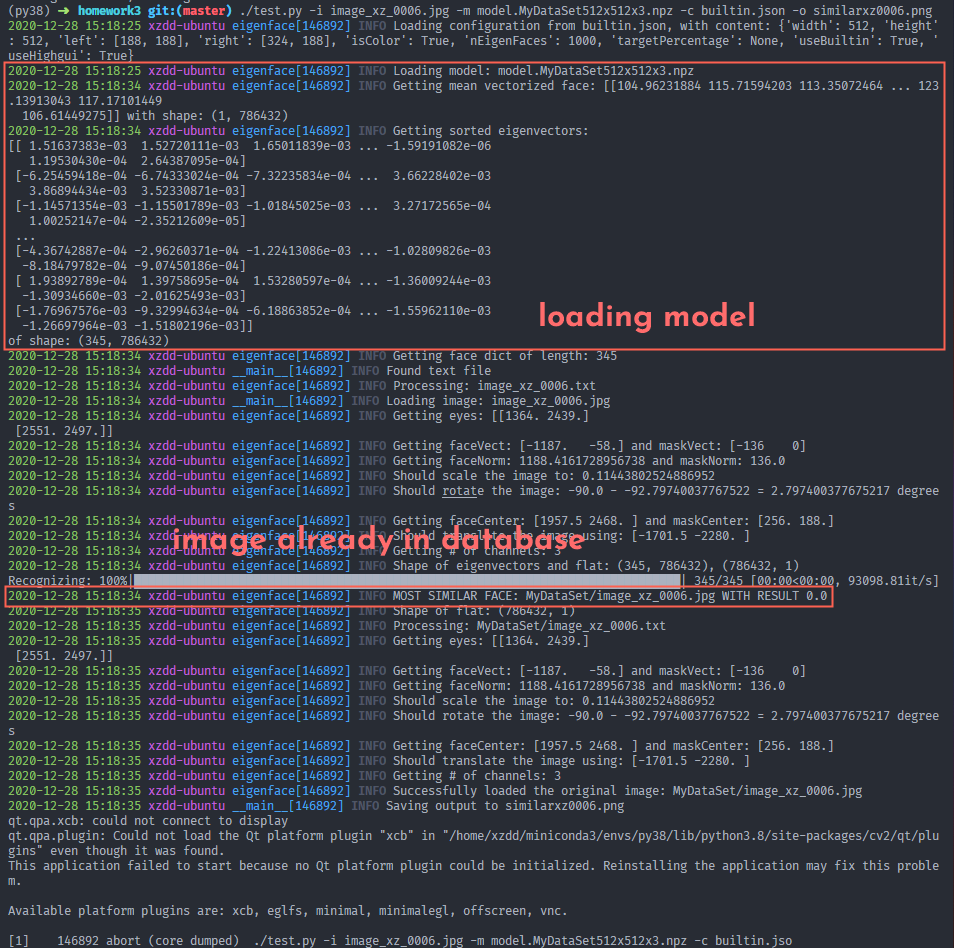 (py38) ➜ homework3 git:(master) ./test.py -i image_xz_0006.jpg -m model.MyDataSet512x512x3.npz -c builtin.json -o similarxz0006.png
2020-12-28 15:18:25 xzdd-ubuntu eigenface[146892] INFO Loading configuration from builtin.json, with content: {'width': 512, 'height'
: 512, 'left': [188, 188], 'right': [324, 188], 'isColor': True, 'nEigenFaces': 1000, 'targetPercentage': None, 'useBuiltin': True, '
useHighgui': True}
2020-12-28 15:18:25 xzdd-ubuntu eigenface[146892] INFO Loading model: model.MyDataSet512x512x3.npz
2020-12-28 15:18:34 xzdd-ubuntu eigenface[146892] INFO Getting mean vectorized face: [[104.96231884 115.71594203 113.35072464 ... 123
.13913043 117.17101449
  106.61449275]] with shape: (1, 786432)
2020-12-28 15:18:34 xzdd-ubuntu eigenface[146892] INFO Getting sorted eigenvectors:
[[ 1.51637383e-03  1.52720111e-03  1.65011839e-03 ... -1.59191082e-06
   1.19530430e-04  2.64387095e-04]
 [-6.25459418e-04 -6.74333024e-04 -7.32235834e-04 ...  3.66228402e-03
   3.86894434e-03  3.52330871e-03]
 [-1.14571354e-03 -1.15501789e-03 -1.01845025e-03 ...  3.27172565e-04
   1.00252147e-04 -2.35212609e-05]
 ...
 [-4.36742887e-04 -2.96260371e-04 -1.22413086e-03 ... -1.02809826e-03
  -8.18479782e-04 -9.07450186e-04]
 [ 1.93892789e-03  1.39758695e-04  1.53280597e-04 ... -1.36009244e-03
  -1.30934660e-03 -2.01625493e-03]
 [-1.76967576e-03 -9.32994634e-04 -6.18863852e-04 ... -1.55962110e-03
  -1.26697964e-03 -1.51802196e-03]]
loading model
of shape: (345, 786432)
2020-12-28 15:18:34 xzdd-ubuntu eigenface[146892] INFO Getting face dict of length: 345
2020-12-28 15:18:34 xzdd-ubuntu __main__[146892] INFO Found text file
2020-12-28 15:18:34 xzdd-ubuntu eigenface[146892] INFO Processing: image_xz_0006.txt
2020-12-28 15:18:34 xzdd-ubuntu __main__[146892] INFO Loading image: image_xz_0006.jpg
2020-12-28 15:18:34 xzdd-ubuntu eigenface[146892] INFO Getting eyes: [[1364. 2439.]
 [2551. 2497.]]
2020-12-28 15:18:34 xzdd-ubuntu eigenface[146892] INFO Getting faceVect: [-1187.   -58.] and maskVect: [-136    0]
2020-12-28 15:18:34 xzdd-ubuntu eigenface[146892] INFO Getting faceNorm: 1188.4161728956738 and maskNorm: 136.0
2020-12-28 15:18:34 xzdd-ubuntu eigenface[146892] INFO Should scale the image to: 0.11443802524886952
2020-12-28 15:18:34 xzdd-ubuntu eigenface[146892] INFO Should rotate the image: -90.0 - -92.79740037767522 = 2.797400377675217 degree
s
2020-12-28 15:18:34 xzdd-ubuntu eigenface[146892] INFO Getting faceCenter: [1957.5 2468. ] and maskCenter: [256. 188.]
2020-12-28 15:18:34 xzdd-ubuntu eigenface[146892] INFO Should translate the image using: [-1701.5 -2280. ]
image already in database
2020-12-28 15:18:34 xzdd-ubuntu eigenface[146892] INFO Getting # of channels: 3
2020-12-28 15:18:34 xzdd-ubuntu eigenface[146892] INFO Shape of eigenvectors and flat: (345, 786432), (786432, 1)
Recognizing: 100%| | 345/345 [00:00<00:00, 93098.81it/s]
2020-12-28 15:18:34 xzdd-ubuntu eigenface[146892] INFO MOST SIMILAR FACE: MyDataSet/image_xz_0006.jpg WITH RESULT 0.0
2020-12-28 15:18:35 xzdd-ubuntu eigenface[146892] INFO Shape of flat: (786432, 1)
2020-12-28 15:18:35 xzdd-ubuntu eigenface[146892] INFO Processing: MyDataSet/image_xz_0006.txt
2020-12-28 15:18:35 xzdd-ubuntu eigenface[146892] INFO Getting eyes: [[1364. 2439.]
 [2551. 2497.]]
2020-12-28 15:18:35 xzdd-ubuntu eigenface[146892] INFO Getting faceVect: [-1187.   -58.] and maskVect: [-136    0]
2020-12-28 15:18:35 xzdd-ubuntu eigenface[146892] INFO Getting faceNorm: 1188.4161728956738 and maskNorm: 136.0
2020-12-28 15:18:35 xzdd-ubuntu eigenface[146892] INFO Should scale the image to: 0.11443802524886952
2020-12-28 15:18:35 xzdd-ubuntu eigenface[146892] INFO Should rotate the image: -90.0 - -92.79740037767522 = 2.797400377675217 degree
s
2020-12-28 15:18:35 xzdd-ubuntu eigenface[146892] INFO Getting faceCenter: [1957.5 2468. ] and maskCenter: [256. 188.]
2020-12-28 15:18:35 xzdd-ubuntu eigenface[146892] INFO Should translate the image using: [-1701.5 -2280. ]
2020-12-28 15:18:35 xzdd-ubuntu eigenface[146892] INFO Getting # of channels: 3
2020-12-28 15:18:35 xzdd-ubuntu eigenface[146892] INFO Successfully loaded the original image: MyDataSet/image_xz_0006.jpg
2020-12-28 15:18:35 xzdd-ubuntu __main__[146892] INFO Saving output to similarxz0006.png
qt.qpa.xcb: could not connect to display
qt.qpa.plugin: Could not load the Qt platform plugin "xcb" in "/home/xzdd/miniconda3/envs/py38/lib/python3.8/site-packages/cv2/qt/plu
gins" even though it was found.
This application failed to start because no Qt platform plugin could be initialized. Reinstalling the application may fix this proble
m.
Available platform plugins are: xcb, eglfs, minimal, minimalegl, offscreen, vnc.
[1]    146892 abort (core dumped)  ./test.py -i image_xz_0006.jpg -m model.MyDataSet512x512x3.npz -c builtin.jso